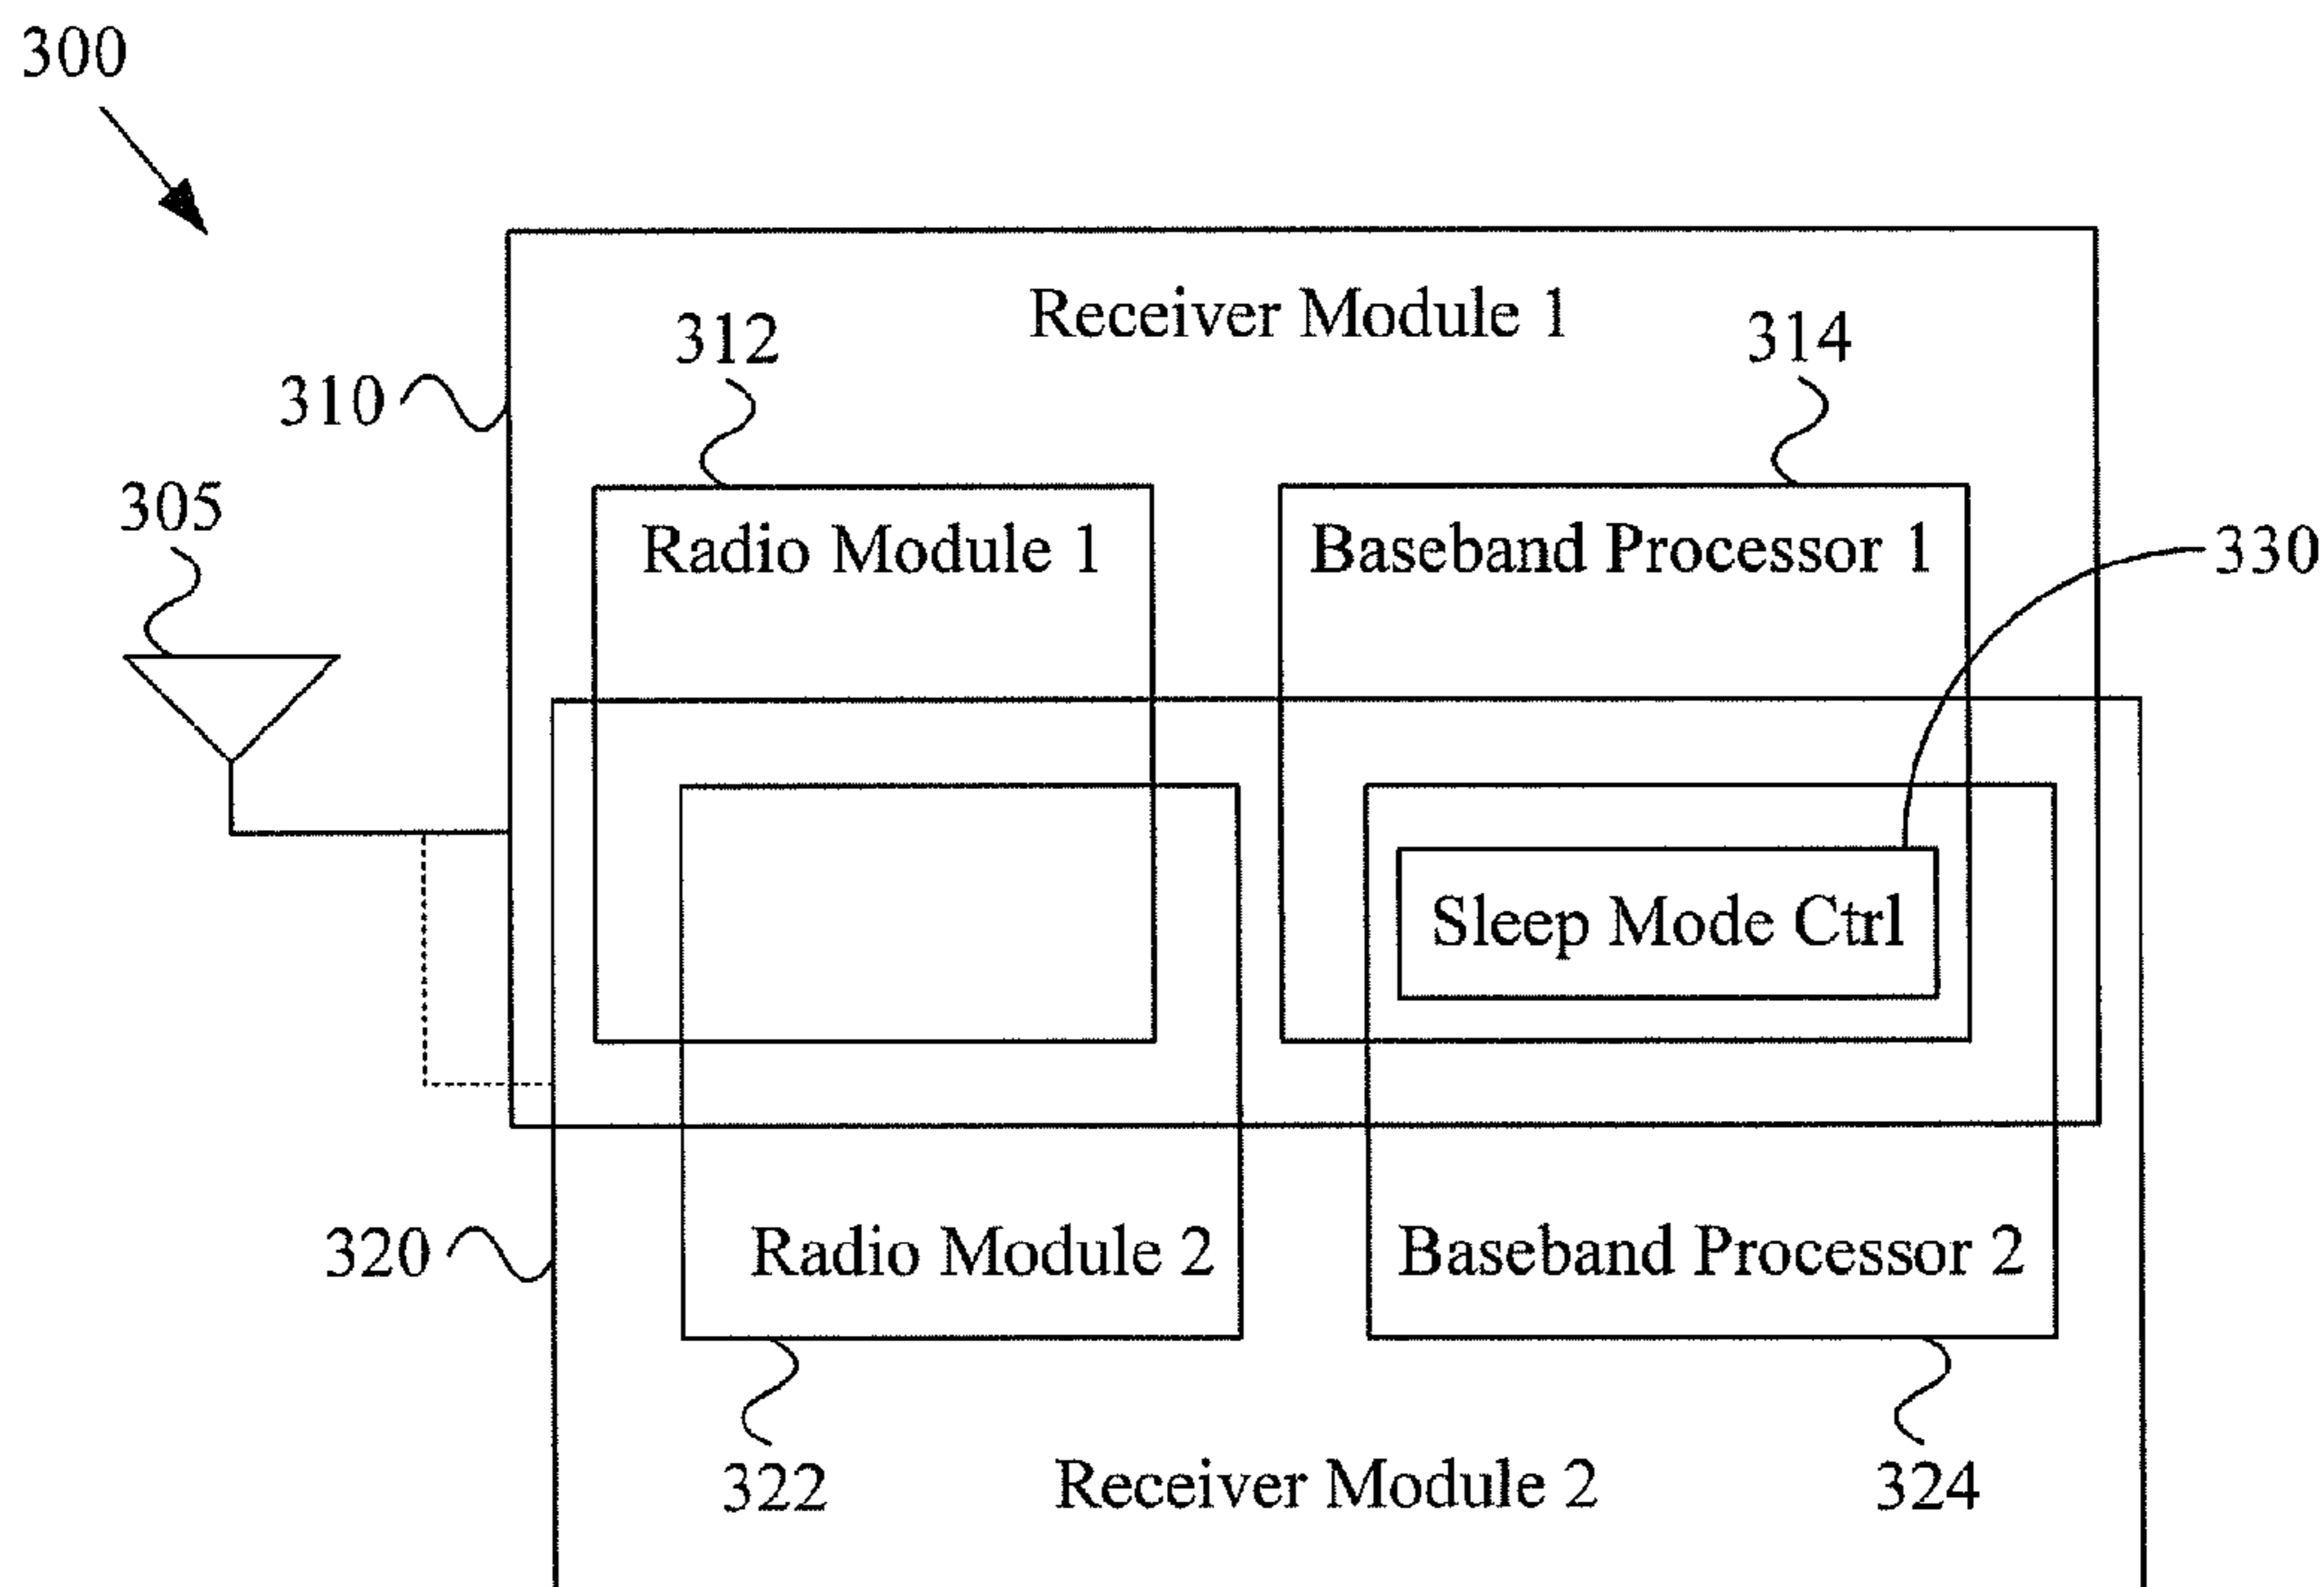 300
Receiver Module 1
312
314
310
305
Radio Module 1
Baseband Processor 1
330
Sleep Mode Ctrl
320
Radio Module 2
Baseband Processor 2
322
Receiver Module 2
324